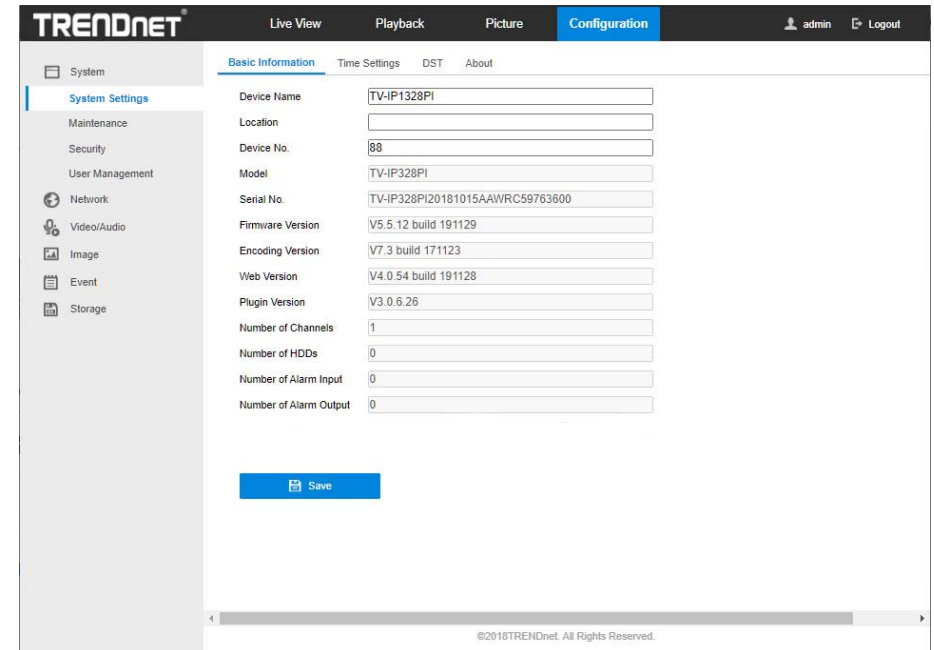 TRENDnet® Live View Playback Picture Configuration admin Logout
System
System Settings
Maintenance
Security
User Management
Network
Video/Audio
Image
Event
Storage
Basic Information Time Settings DST About
Device Name TV-IP1328PI
Location
Device No. 88
Model TV-IP328PI
Serial No. TV-IP328PI20181015AAWRC59763600
Firmware Version V5.5.12 build 191129
Encoding Version V7.3 build 171123
Web Version V4.0.54 build 191128
Plugin Version V3.0.6.26
Number of Channels 1
Number of HDDs 0
Number of Alarm Input 0
Number of Alarm Output 0
Save
©2018TRENDnet. All Rights Reserved.